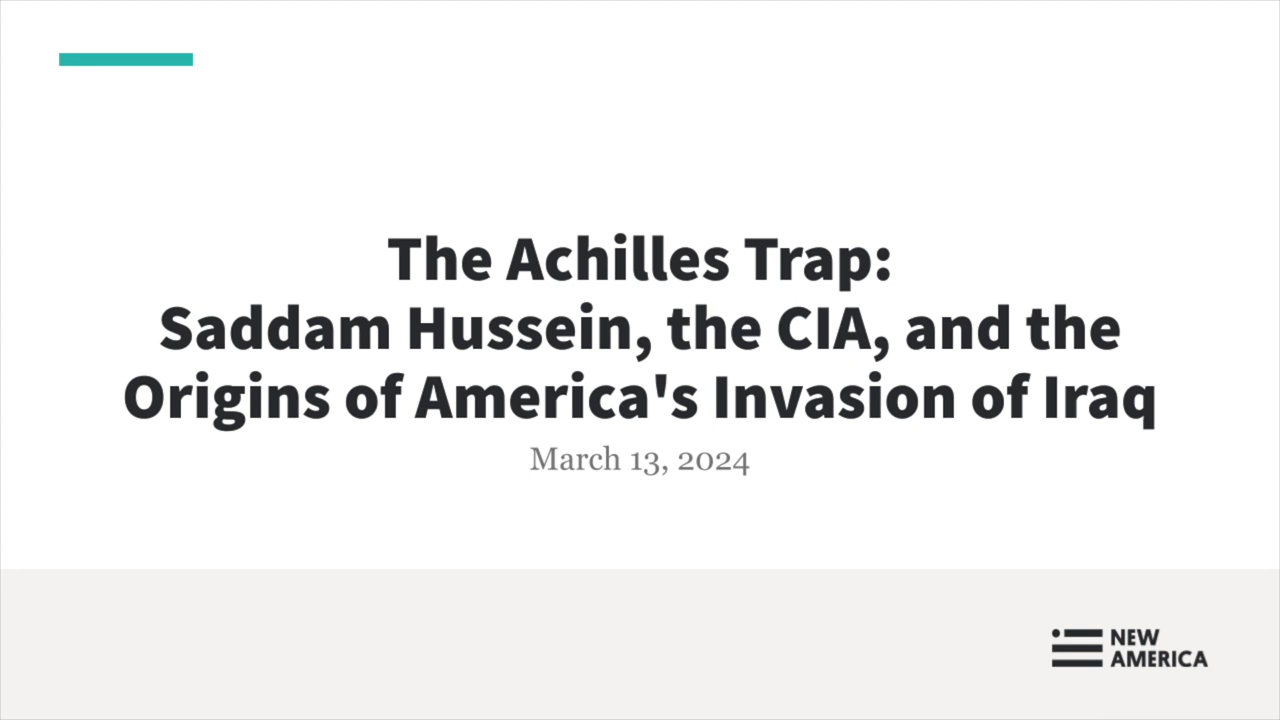 The Achilles Trap:
Saddam Hussein, the CIA, and the
Origins of America's Invasion of Iraq
March 13, 2024
NEW
AMERICA